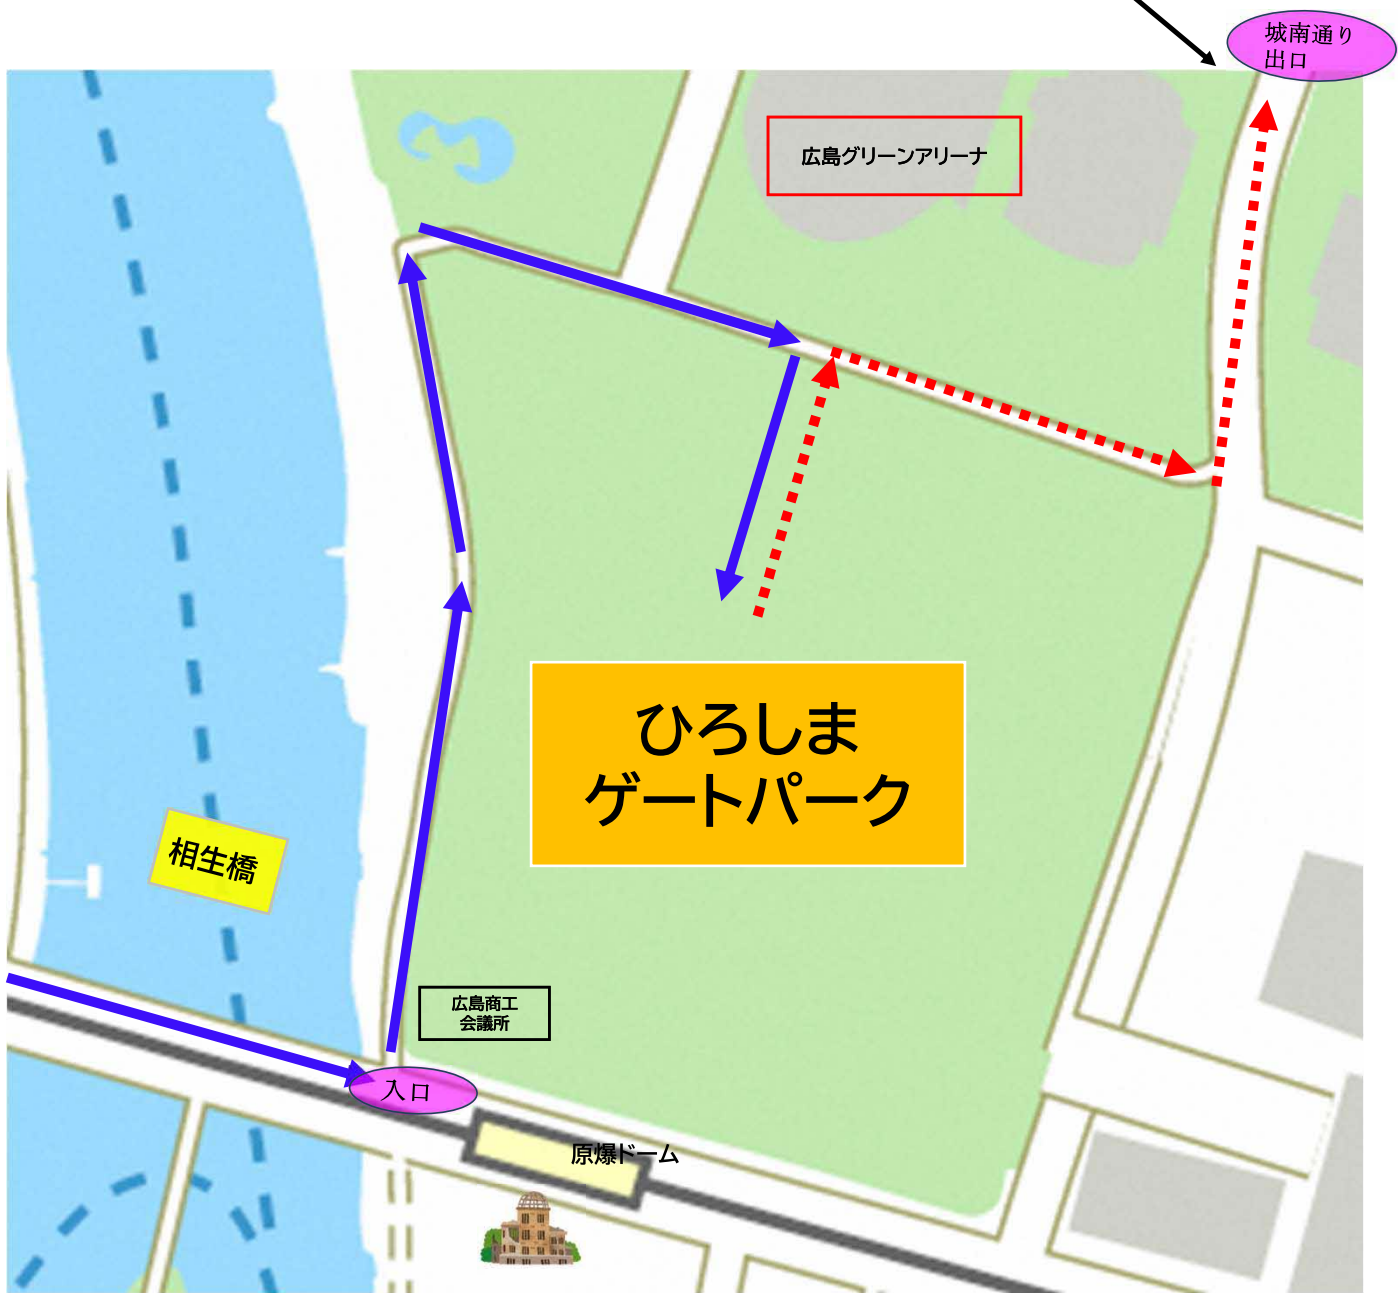 城南通り
出口
広島グリーンアリーナ
ひろしま
ゲートパーク
相生橋
広島商工
会議所
入口
原爆ドーム